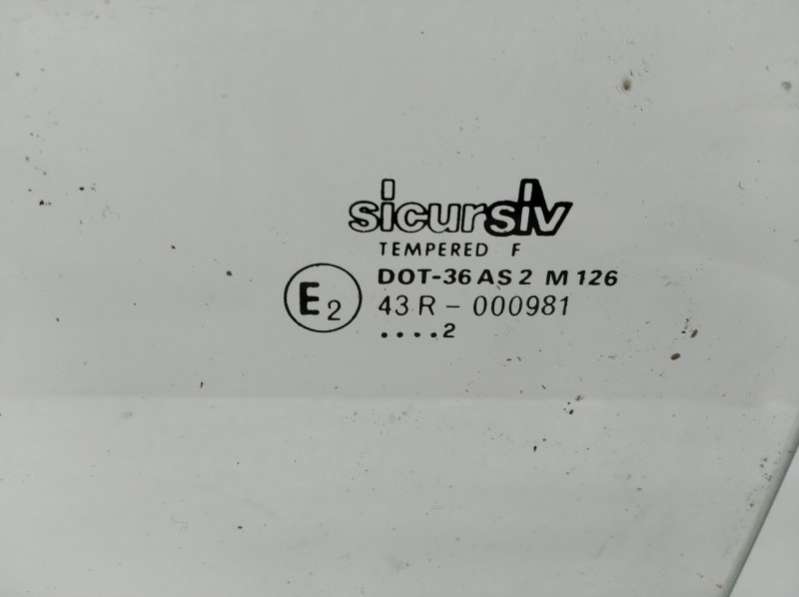 sicursiv
TEMPERED F
DOT-36 AS 2 M 126
E2 43 R - 000981
....2